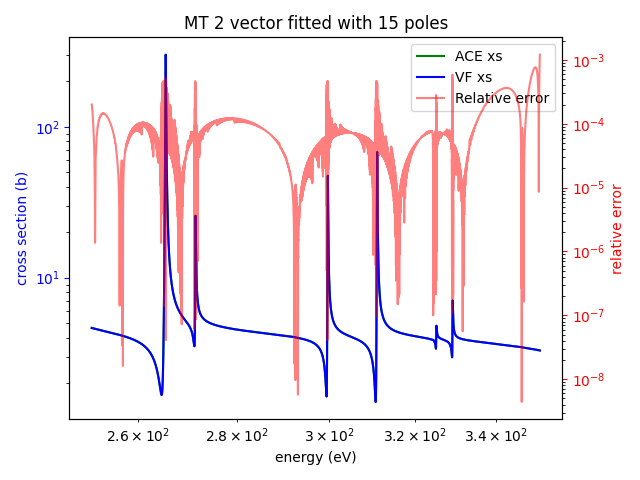 MT 2 vector fitted with 15 poles
ACE xs
VF xs
Relative error
10²
10¹
cross section (b)
10⁻³
10⁻⁴
10⁻⁵
10⁻⁶
10⁻⁷
10⁻⁸
relative error
2.6 × 10² 2.8 × 10² 3 × 10² 3.2 × 10² 3.4 × 10²
energy (eV)